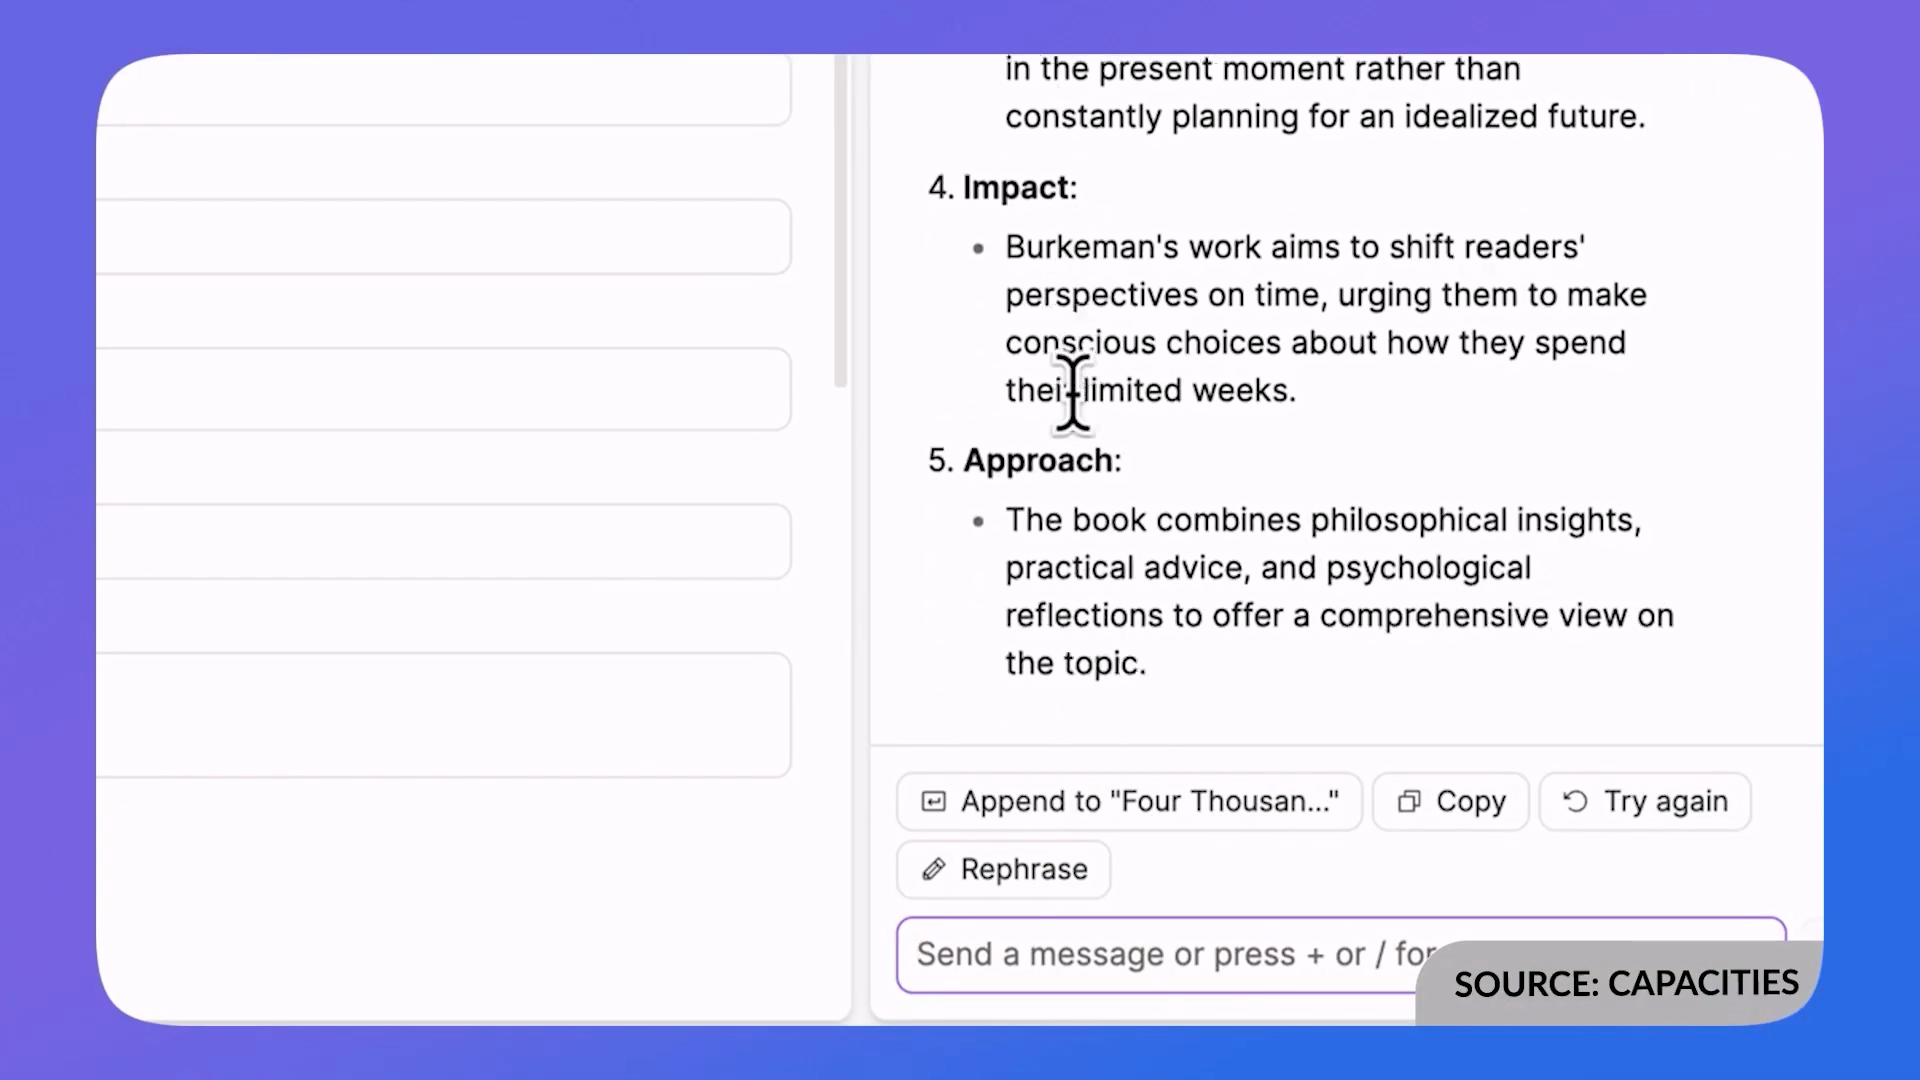 in the present moment rather than
constantly planning for an idealized future.
4. Impact:
• Burkeman's work aims to shift readers'
perspectives on time, urging them to make
conscious choices about how they spend
their limited weeks.
5. Approach:
• The book combines philosophical insights,
practical advice, and psychological
reflections to offer a comprehensive view on
the topic.
Append to "Four Thousan..."
Copy
Try again
Rephrase
Send a message or press + or / for
SOURCE: CAPACITIES